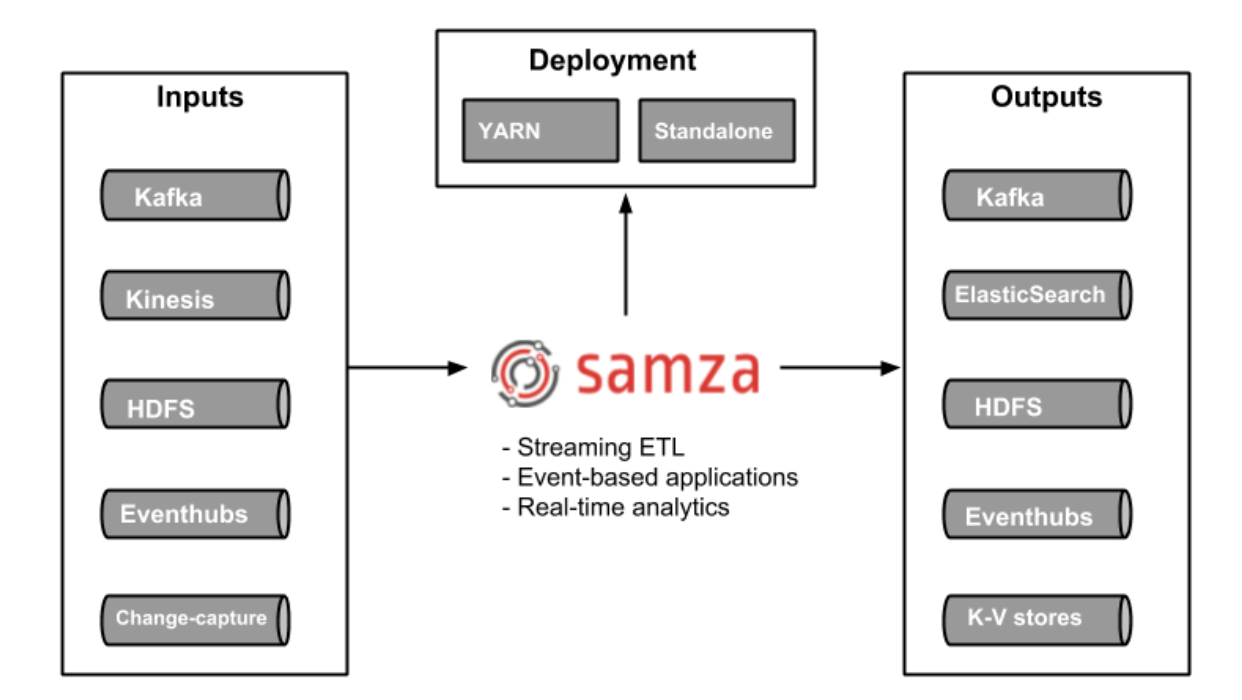 Deployment
YARN
Standalone
Inputs
Kafka
Kinesis
HDFS
Eventhubs
Change-capture
samza
- Streaming ETL
- Event-based applications
- Real-time analytics
Outputs
Kafka
ElasticSearch
HDFS
Eventhubs
K-V stores